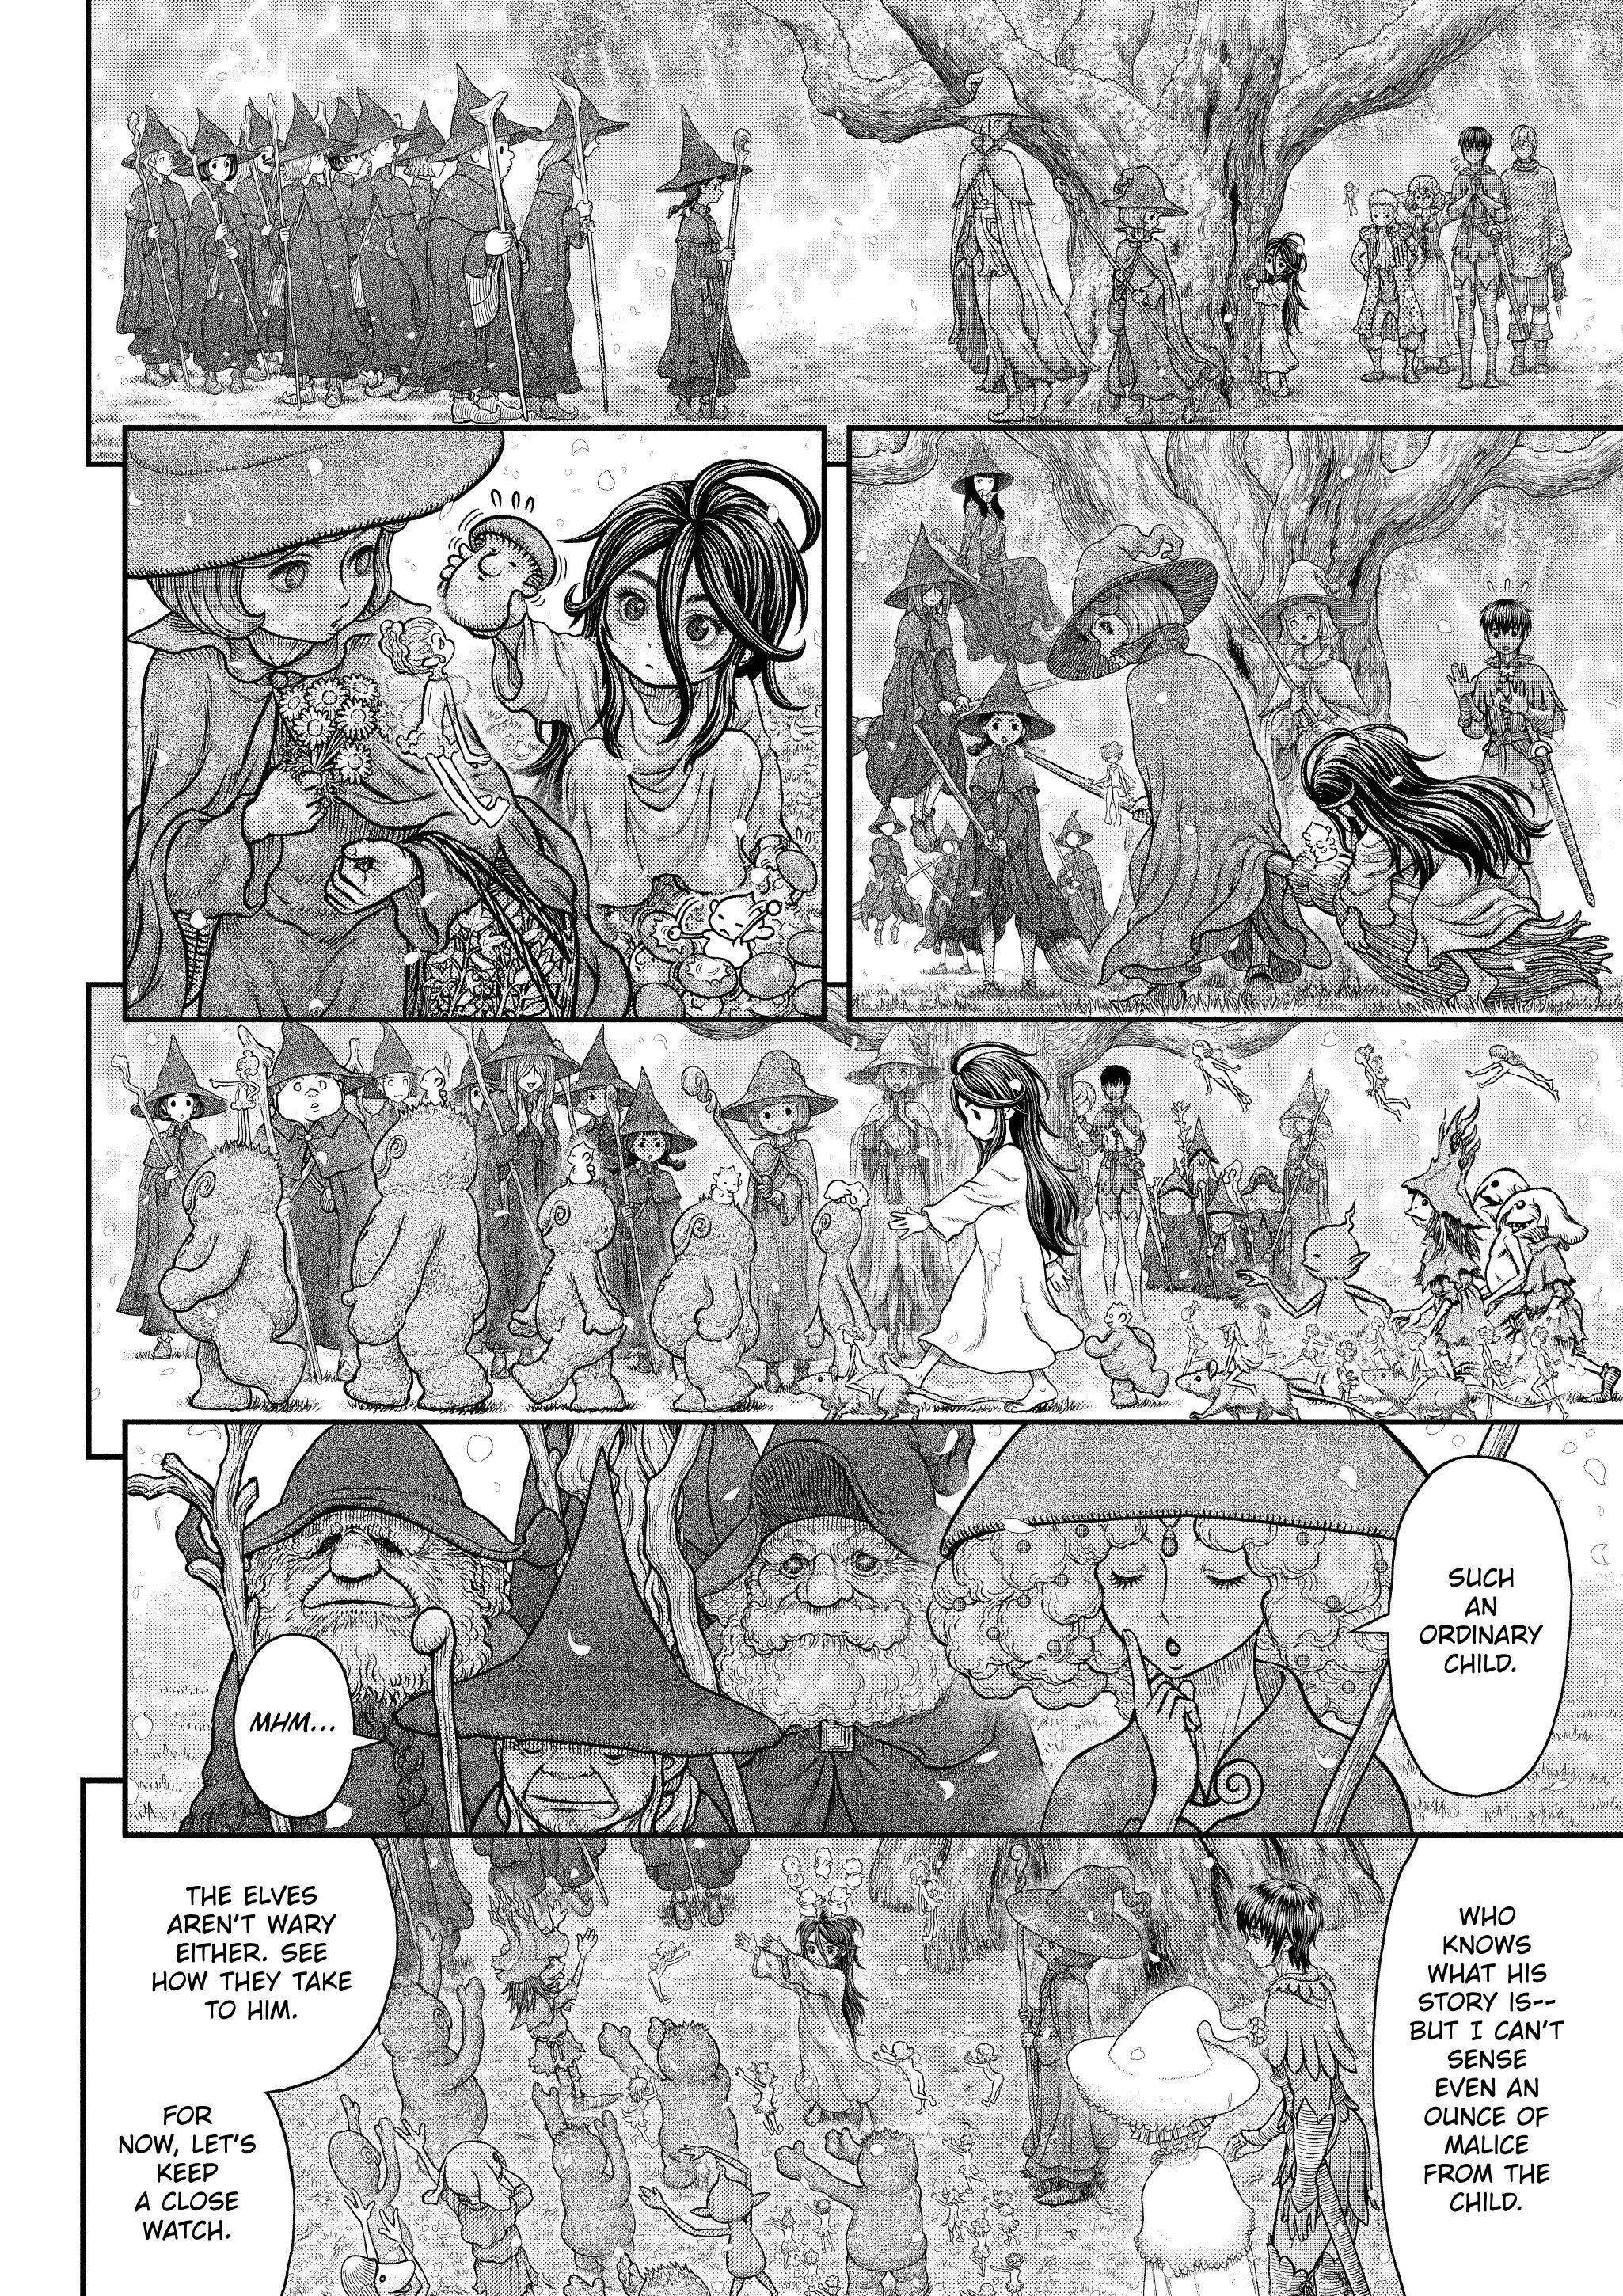 SUCH
AN
ORDINARY
CHILD.
MHM...
WHO
KNOWS
WHAT HIS
STORY IS--
BUT I CAN'T
SENSE
EVEN AN
OUNCE OF
MALICE
FROM THE
CHILD.
THE ELVES
AREN'T WARY
EITHER. SEE
HOW THEY TAKE
TO HIM.
FOR
NOW, LET'S
KEEP
A CLOSE
WATCH.